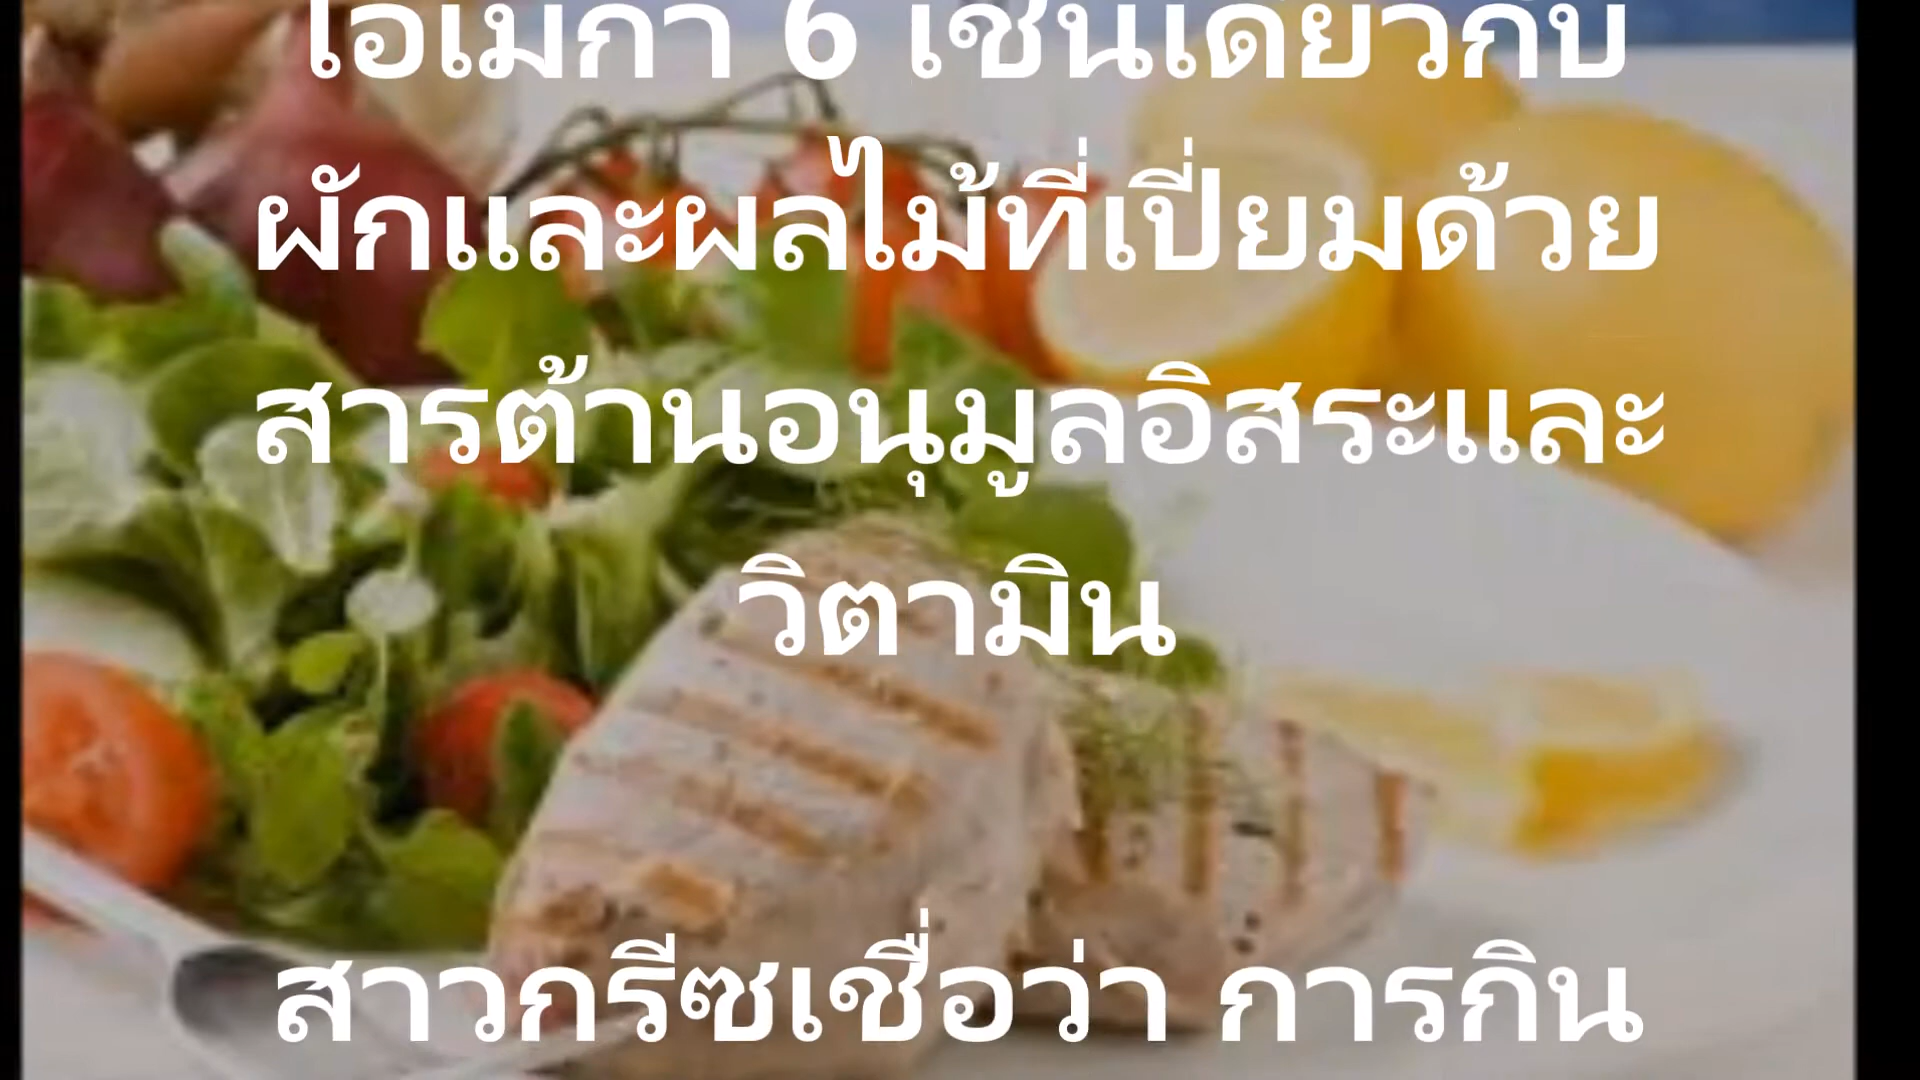 โอเมกา 6 เช่นเดียวกับ
ผักและผลไม้ที่เปี่ยมด้วย
สารต้านอนุมูลอิสระและ
วิตามิน
สาวกรีซเชื่อว่า การกิน